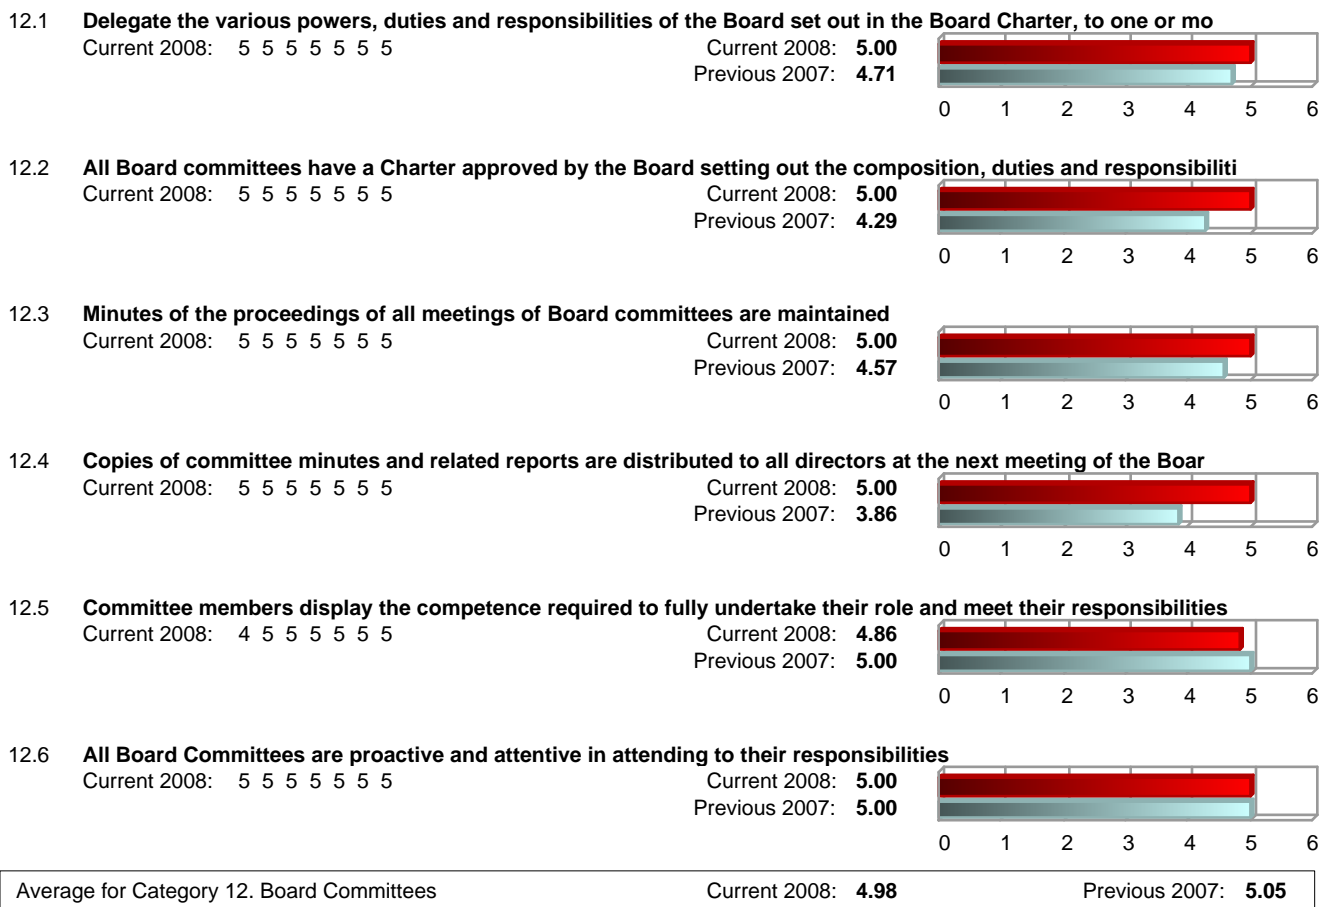 12.1 Delegate the various powers, duties and responsibilities of the Board set out in the Board Charter, to one or mo
Current 2008: 5 5 5 5 5 5 5 Current 2008: 5.00
Previous 2007: 4.71
0 1 2 3 4 5 6
12.2 All Board committees have a Charter approved by the Board setting out the composition, duties and responsibiliti
Current 2008: 5 5 5 5 5 5 5 Current 2008: 5.00
Previous 2007: 4.29
0 1 2 3 4 5 6
12.3 Minutes of the proceedings of all meetings of Board committees are maintained
Current 2008: 5 5 5 5 5 5 5 Current 2008: 5.00
Previous 2007: 4.57
0 1 2 3 4 5 6
12.4 Copies of committee minutes and related reports are distributed to all directors at the next meeting of the Boar
Current 2008: 5 5 5 5 5 5 5 Current 2008: 5.00
Previous 2007: 3.86
0 1 2 3 4 5 6
12.5 Committee members display the competence required to fully undertake their role and meet their responsibilities
Current 2008: 4 5 5 5 5 5 5 Current 2008: 4.86
Previous 2007: 5.00
0 1 2 3 4 5 6
12.6 All Board Committees are proactive and attentive in attending to their responsibilities
Current 2008: 5 5 5 5 5 5 5 Current 2008: 5.00
Previous 2007: 5.00
0 1 2 3 4 5 6
Average for Category 12. Board Committees Current 2008: 4.98 Previous 2007: 5.05